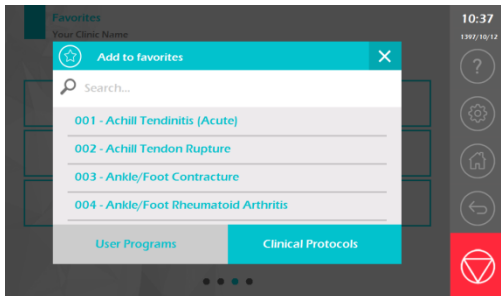 Favorites
Your Clinic Name
10:37
1397/10/12
Add to favorites
Search...
001 - Achill Tendinitis (Acute)
002 - Achill Tendon Rupture
003 - Ankle/Foot Contracture
004 - Ankle/Foot Rheumatoid Arthritis
User Programs
Clinical Protocols